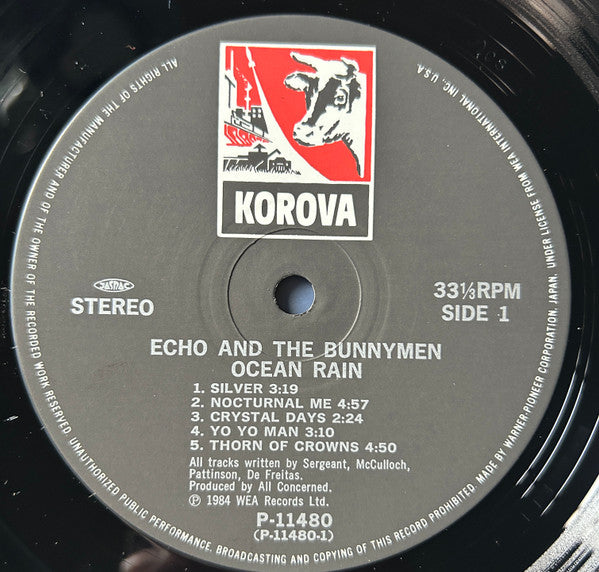 KOROVA
JASRAC
STEREO
33⅓RPM
SIDE 1
ECHO AND THE BUNNYMEN
OCEAN RAIN
1. SILVER 3:19
2. NOCTURNAL ME 4:57
3. CRYSTAL DAYS 2:24
4. YO YO MAN 3:10
5. THORN OF CROWNS 4:50
All tracks written by Sergeant, McCulloch,
Pattinson, De Freitas.
Produced by All Concerned.
℗ 1984 WEA Records Ltd.
P-11480
(P-11480-1)
ALL RIGHTS OF THE MANUFACTURER AND OF THE OWNER OF THE RECORDED WORK RESERVED. UNAUTHORIZED PUBLIC PERFORMANCE, BROADCASTING AND COPYING OF THIS RECORD PROHIBITED. MADE BY WARNER-PIONEER CORPORATION, JAPAN. UNDER LICENSE FROM WEA INTERNATIONAL INC., U.S.A.